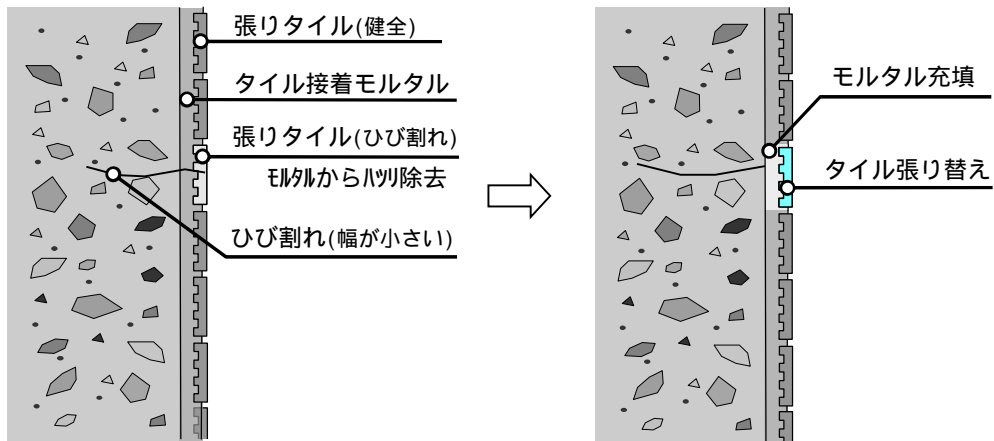 張りタイル(健全)
タイル接着モルタル
張りタイル(ひび割れ)
ﾓﾙﾀﾙからﾊﾂﾘ除去
ひび割れ(幅が小さい)
モルタル充填
タイル張り替え